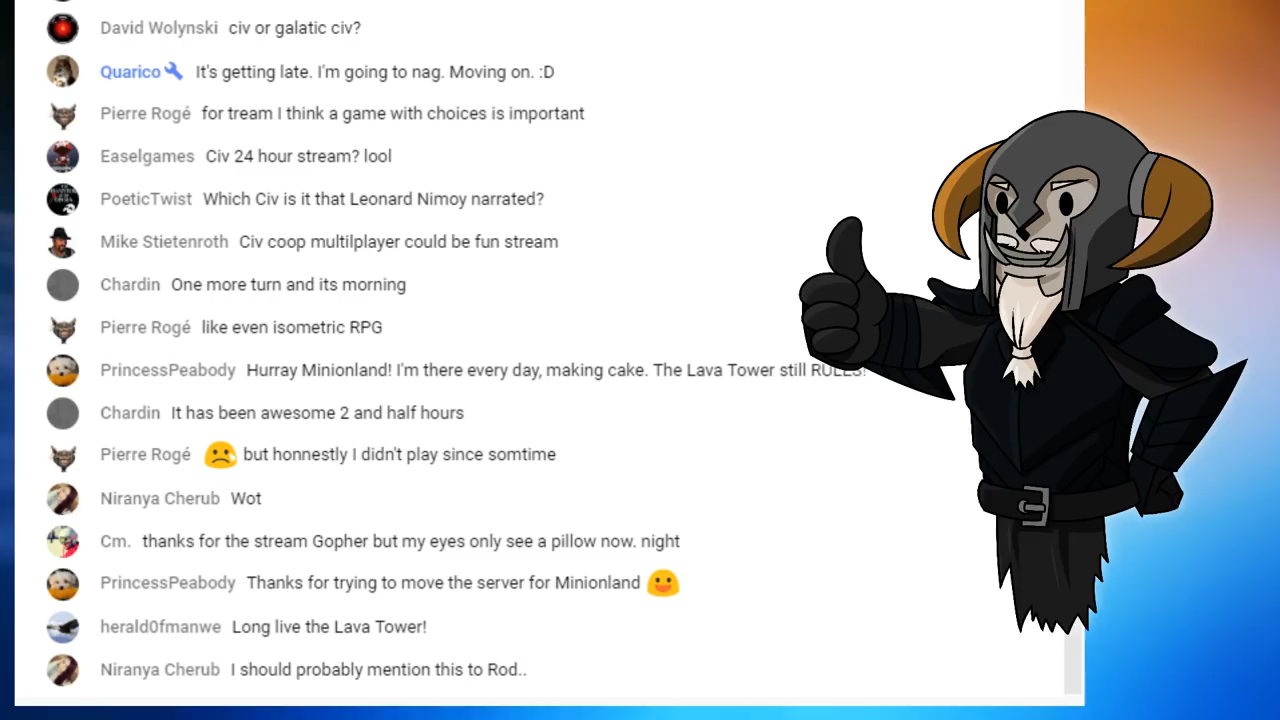 David Wolynski civ or galatic civ?
Quarico It's getting late. I'm going to nag. Moving on. :D
Pierre Rogé for tream I think a game with choices is important
Easelgames Civ 24 hour stream? lool
PoeticTwist Which Civ is it that Leonard Nimoy narrated?
Mike Stietenroth Civ coop multilplayer could be fun stream
Chardin One more turn and its morning
Pierre Rogé like even isometric RPG
PrincessPeabody Hurray Minionland! I'm there every day, making cake. The Lava Tower still RULES!
Chardin It has been awesome 2 and half hours
Pierre Rogé but honnestly I didn't play since somtime
Niranya Cherub Wot
Cm. thanks for the stream Gopher but my eyes only see a pillow now. night
PrincessPeabody Thanks for trying to move the server for Minionland
herald0fmanwe Long live the Lava Tower!
Niranya Cherub I should probably mention this to Rod..